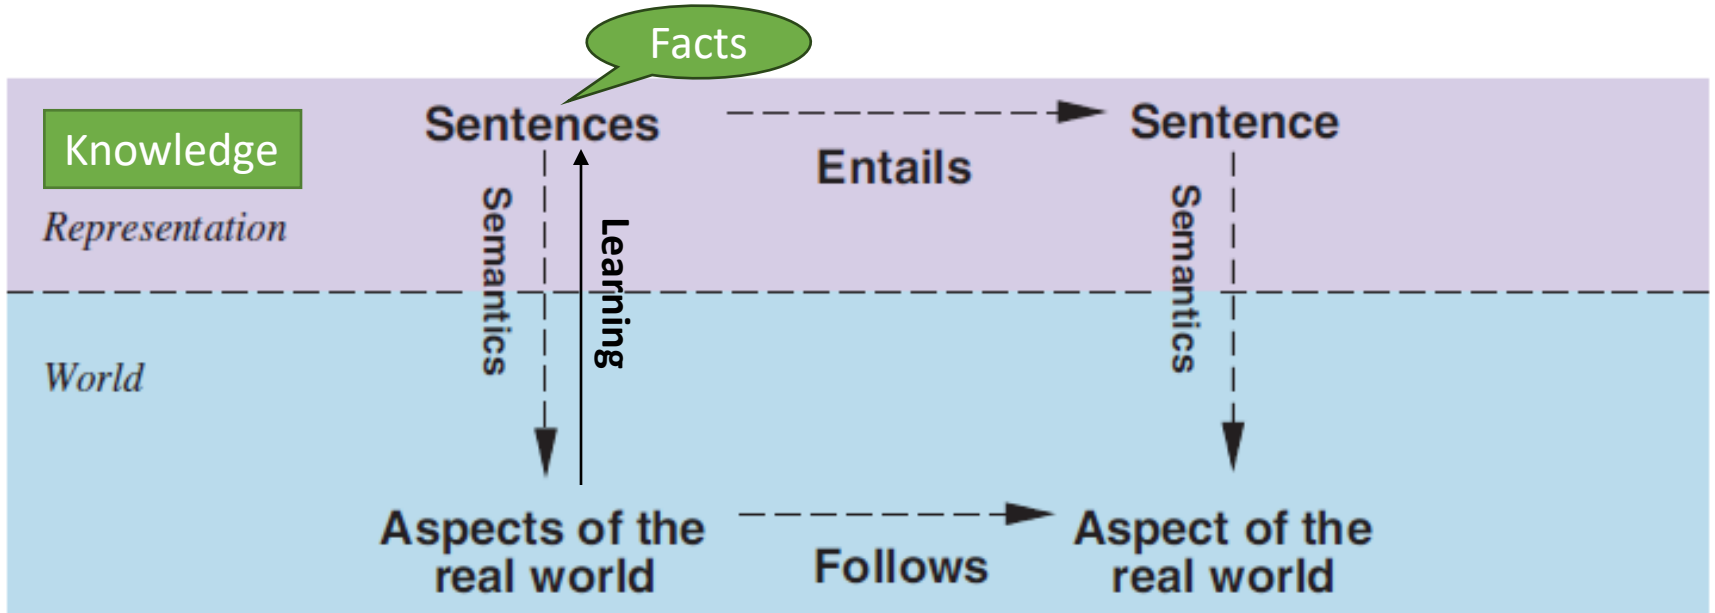 Facts
Knowledge
Sentences
Sentence
Entails
Representation
Semantics
Learning
Semantics
World
Aspects of the
real world
Follows
Aspect of the
real world